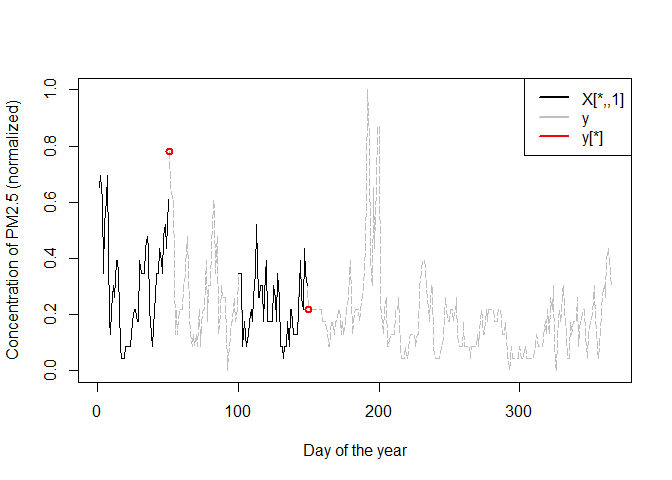 X[*,,1]
y
y[*]
Concentration of PM2.5 (normalized)
1.0
0.8
0.6
0.4
0.2
0.0
0 100 200 300
Day of the year